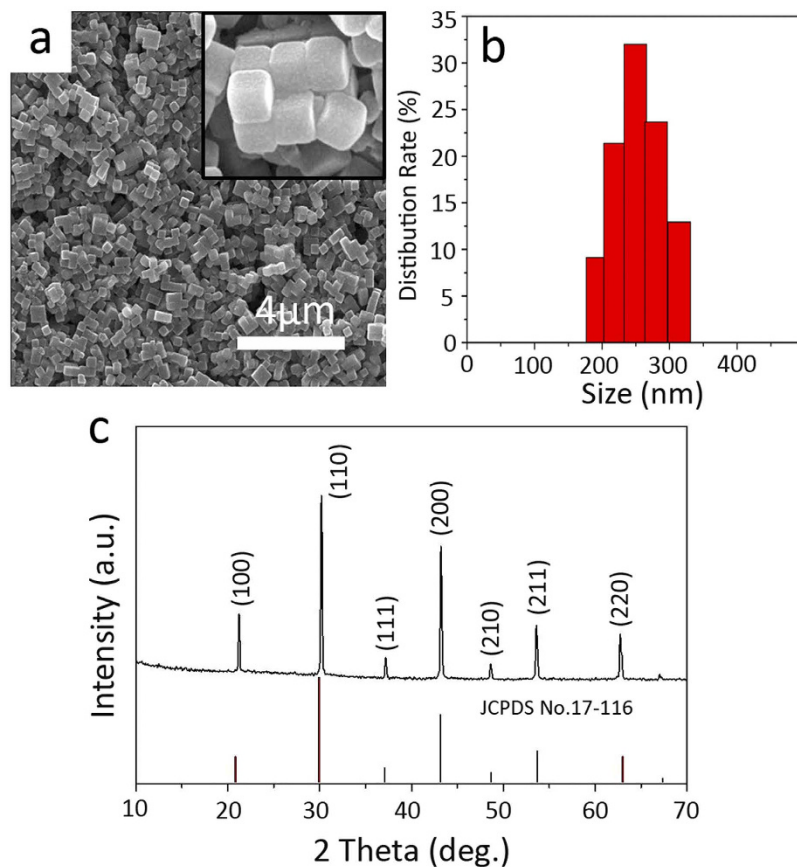 a
4μm
b
35
30
25
20
15
10
5
0
Distibution Rate (%)
0 100 200 300 400
Size (nm)
c
(100)
(110)
(111)
(200)
(210)
(211)
(220)
JCPDS No.17-116
Intensity (a.u.)
10 20 30 40 50 60 70
2 Theta (deg.)